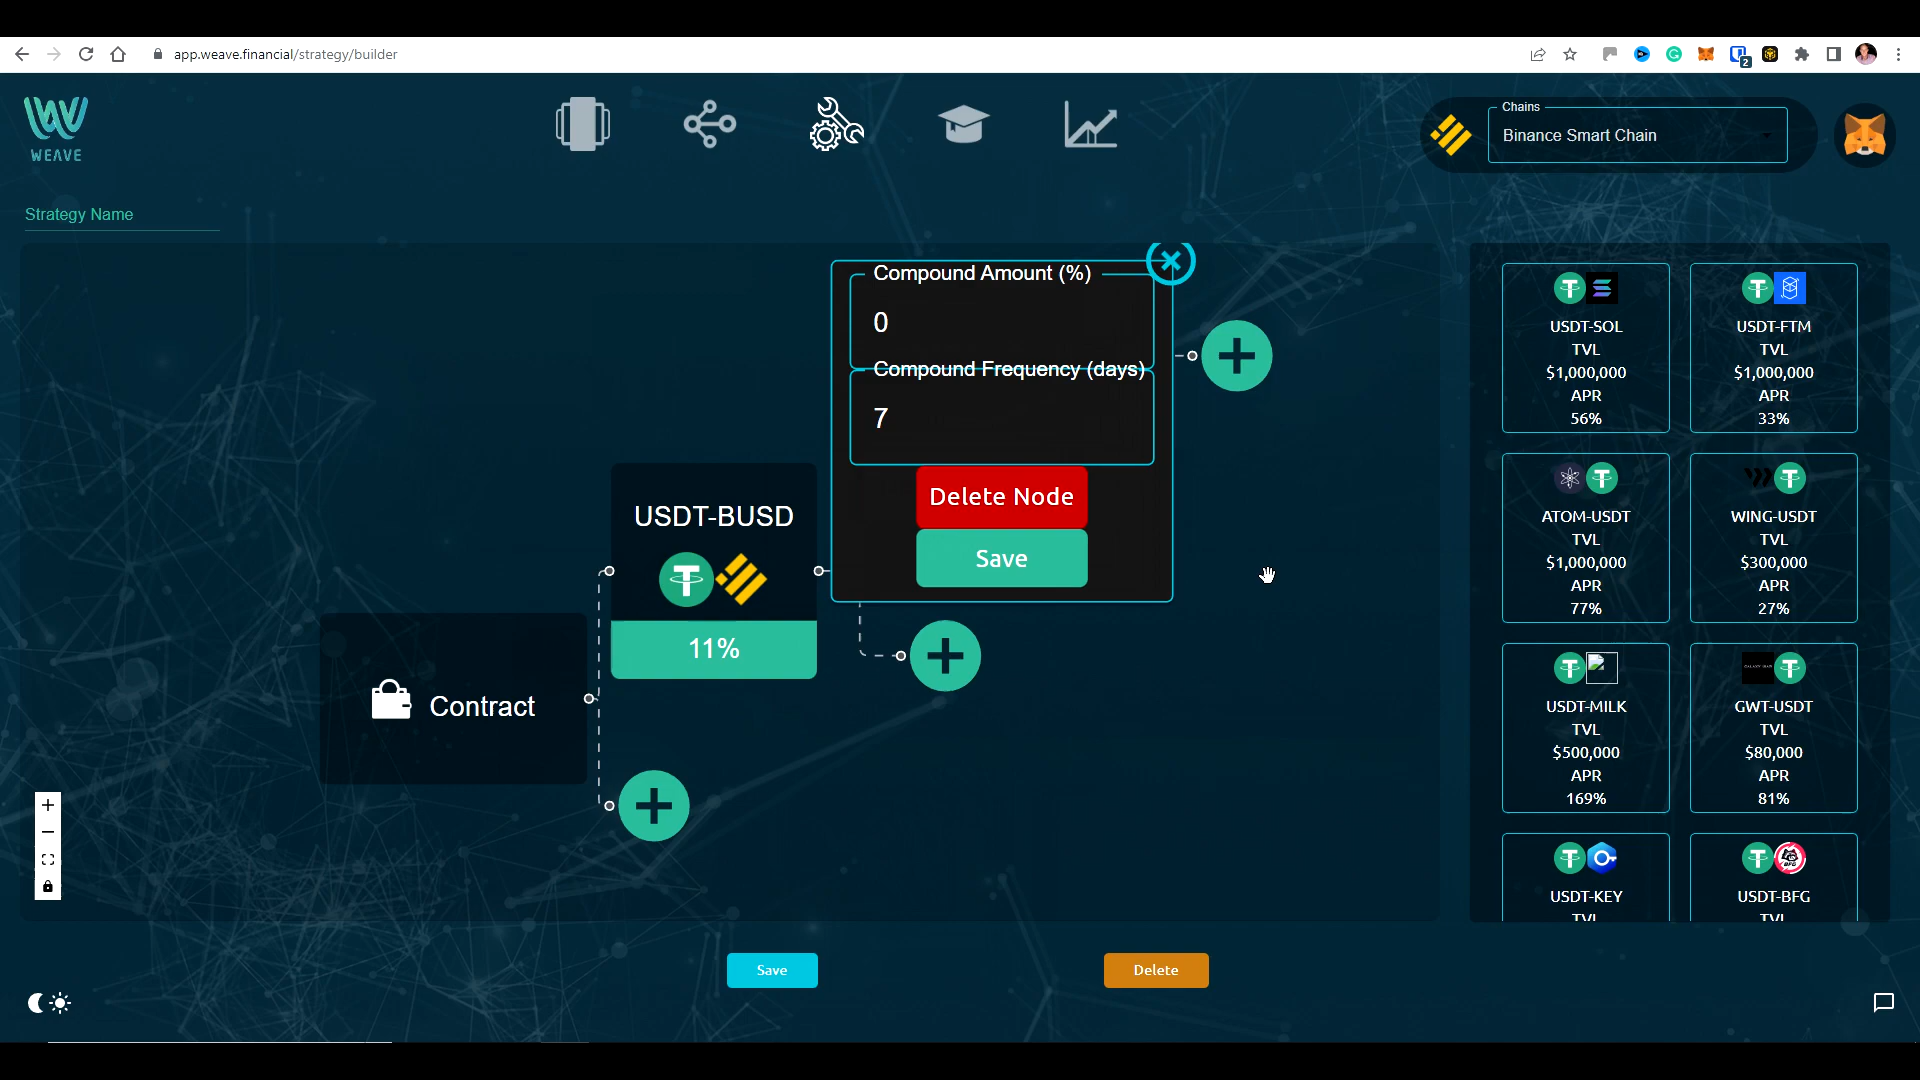 app.weave.financial/strategy/builder
2
WEAVE
Chains
Binance Smart Chain
Strategy Name
Compound Amount (%)
0
Compound Frequency (days)
7
Delete Node
Save
USDT-BUSD
11%
Contract
USDT-SOL
TVL
$1,000,000
APR
56%
USDT-FTM
TVL
$1,000,000
APR
33%
ATOM-USDT
TVL
$1,000,000
APR
77%
WING-USDT
TVL
$300,000
APR
27%
USDT-MILK
TVL
$500,000
APR
169%
GWT-USDT
TVL
$80,000
APR
81%
USDT-KEY
TVL
BFG
USDT-BFG
TVL
Save
Delete